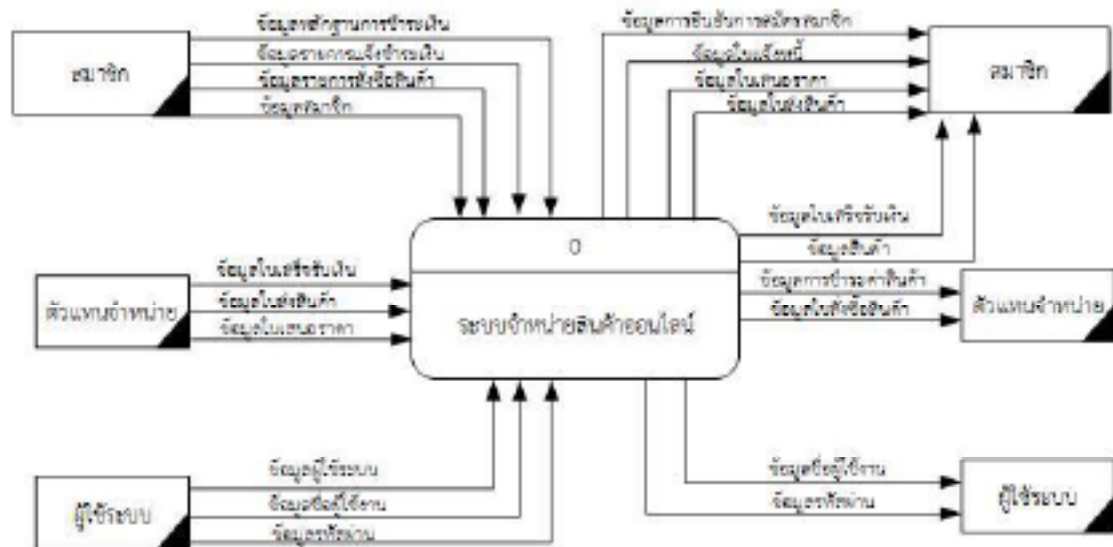 ข้อมูลหลักฐานการชำระเงิน
ข้อมูลรายการแจ้งชำระเงิน
ข้อมูลรายการสั่งซื้อสินค้า
ข้อมูลสมาชิก
สมาชิก
ข้อมูลการยืนยันการสมัครสมาชิก
ข้อมูลใบแจ้งหนี้
ข้อมูลใบเสนอราคา
ข้อมูลใบส่งสินค้า
สมาชิก
ข้อมูลใบเสร็จรับเงิน
ข้อมูลสินค้า
0
ระบบจำหน่ายสินค้าออนไลน์
ข้อมูลใบเสร็จรับเงิน
ข้อมูลใบส่งสินค้า
ข้อมูลใบเสนอราคา
ตัวแทนจำหน่าย
ข้อมูลการชำระค่าสินค้า
ข้อมูลใบสั่งซื้อสินค้า
ตัวแทนจำหน่าย
ข้อมูลผู้ใช้ระบบ
ข้อมูลชื่อผู้ใช้งาน
ข้อมูลรหัสผ่าน
ผู้ใช้ระบบ
ข้อมูลชื่อผู้ใช้งาน
ข้อมูลรหัสผ่าน
ผู้ใช้ระบบ